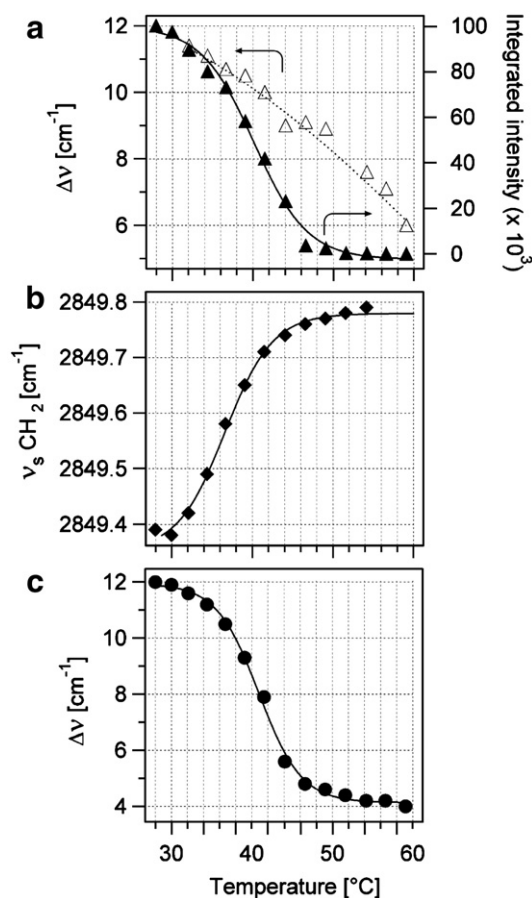 a
12
10
8
6
Δν [cm-1]
100
80
60
40
20
0
Integrated intensity (x 10³)
b
2849.8
2849.7
2849.6
2849.5
2849.4
νs CH2 [cm-1]
c
12
10
8
6
4
Δν [cm-1]
30 40 50 60
Temperature [°C]